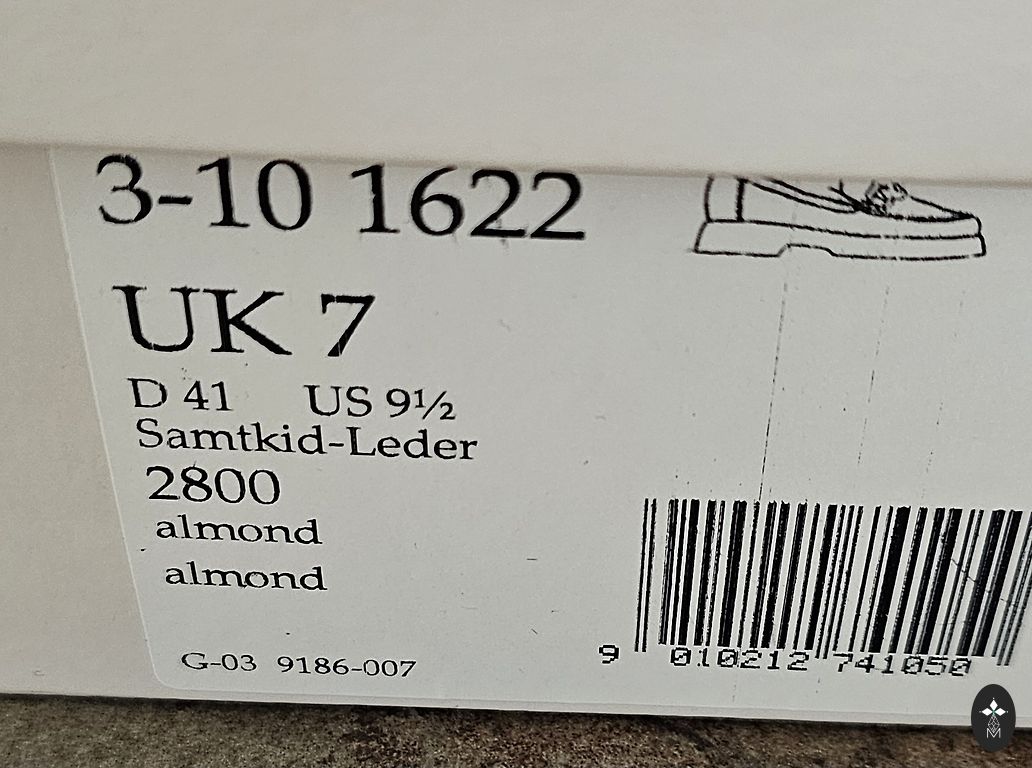 3-10 1622
UK 7
D 41 US 9½
Samtkid-Leder
2800
almond
almond
G-03 9186-007
9 010212 741050
M